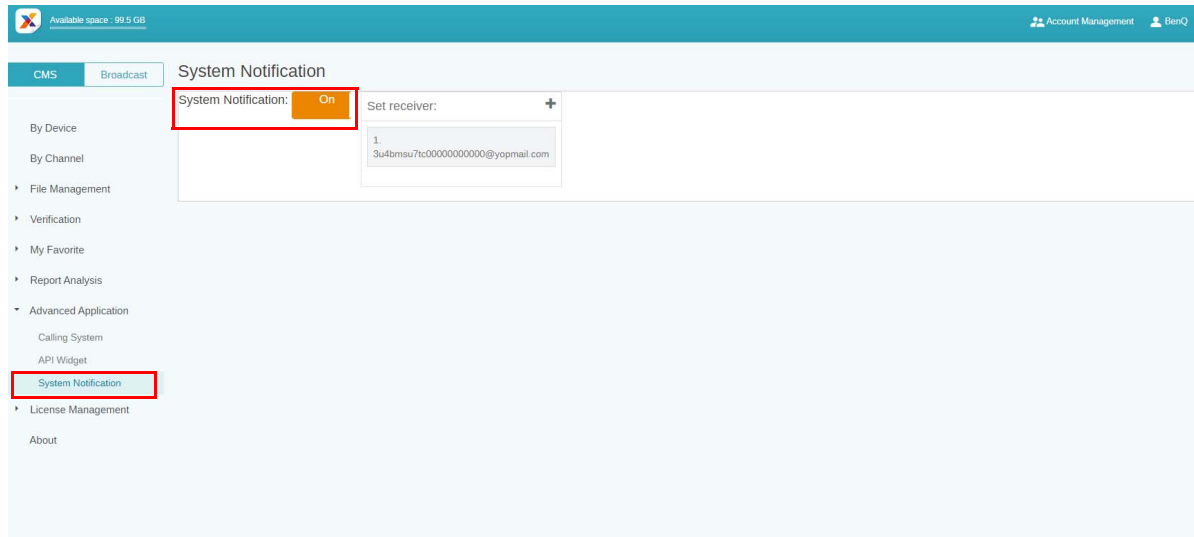 Available space : 99.5 GB
Account Management
BenQ
CMS
Broadcast
System Notification
System Notification:
On
Set receiver:
1.
3u4bmsu7tc00000000000@yopmail.com
By Device
By Channel
File Management
Verification
My Favorite
Report Analysis
Advanced Application
Calling System
API Widget
System Notification
License Management
About